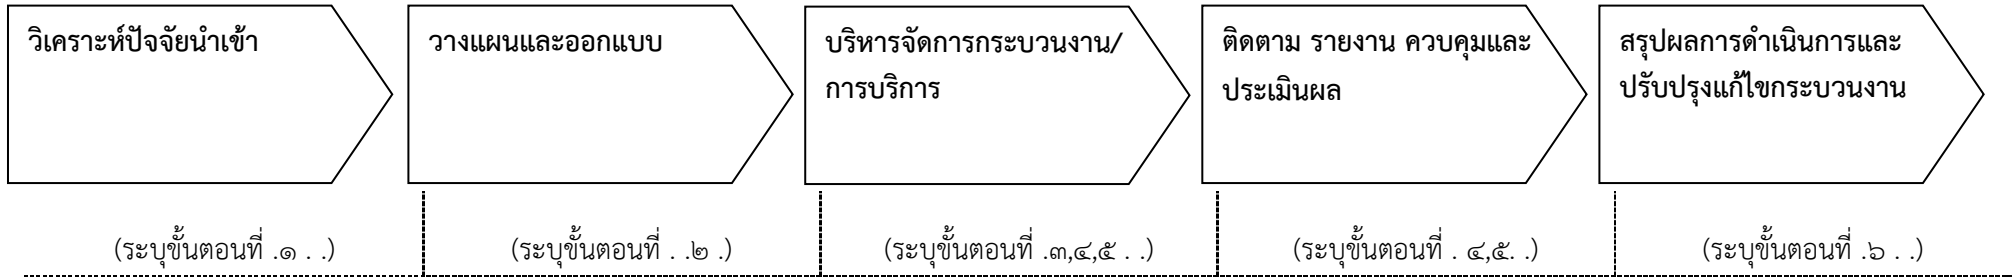 วิเคราะห์ปัจจัยนำเข้า
วางแผนและออกแบบ
บริหารจัดการกระบวนงาน/
การบริการ
ติดตาม รายงาน ควบคุมและ
ประเมินผล
สรุปผลการดำเนินการและ
ปรับปรุงแก้ไขกระบวนงาน
(ระบุขั้นตอนที่ .๑ . .)
(ระบุขั้นตอนที่ . .๒ .)
(ระบุขั้นตอนที่ .๓,๔,๕ . .)
(ระบุขั้นตอนที่ . ๔,๕. .)
(ระบุขั้นตอนที่ .๖ . .)